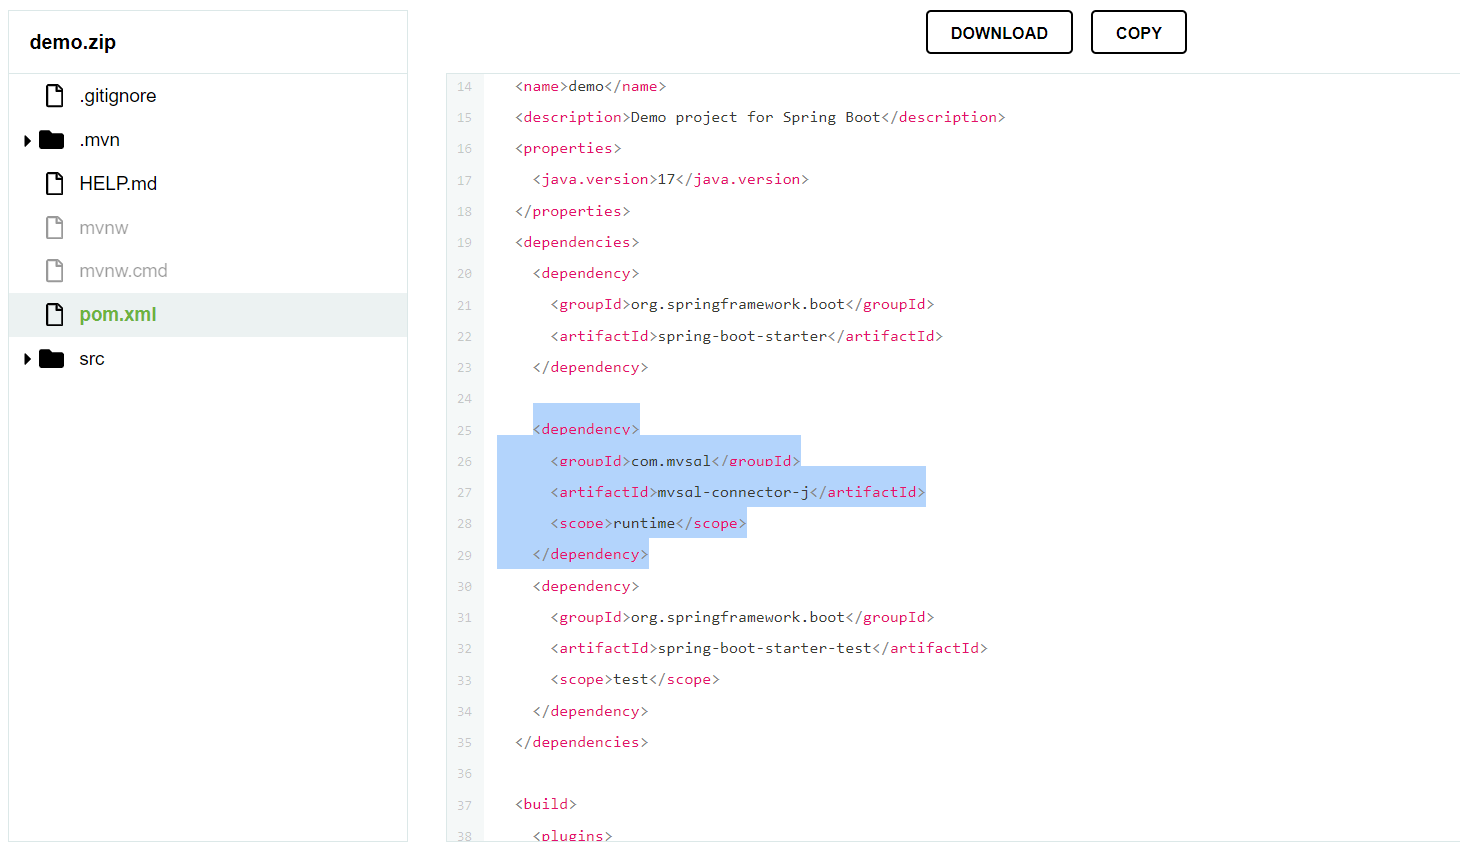 demo.zip
.gitignore
.mvn
HELP.md
mvnw
mvnw.cmd
pom.xml
src
DOWNLOAD
COPY
14 <name>demo</name>
15 <description>Demo project for Spring Boot</description>
16 <properties>
17 <java.version>17</java.version>
18 </properties>
19 <dependencies>
20 <dependency>
21 <groupId>org.springframework.boot</groupId>
22 <artifactId>spring-boot-starter</artifactId>
23 </dependency>
24
25 <dependency>
26 <groupId>com.mysql</groupId>
27 <artifactId>mysql-connector-j</artifactId>
28 <scope>runtime</scope>
29 </dependency>
30 <dependency>
31 <groupId>org.springframework.boot</groupId>
32 <artifactId>spring-boot-starter-test</artifactId>
33 <scope>test</scope>
34 </dependency>
35 </dependencies>
36
37 <build>
38 <plugins>